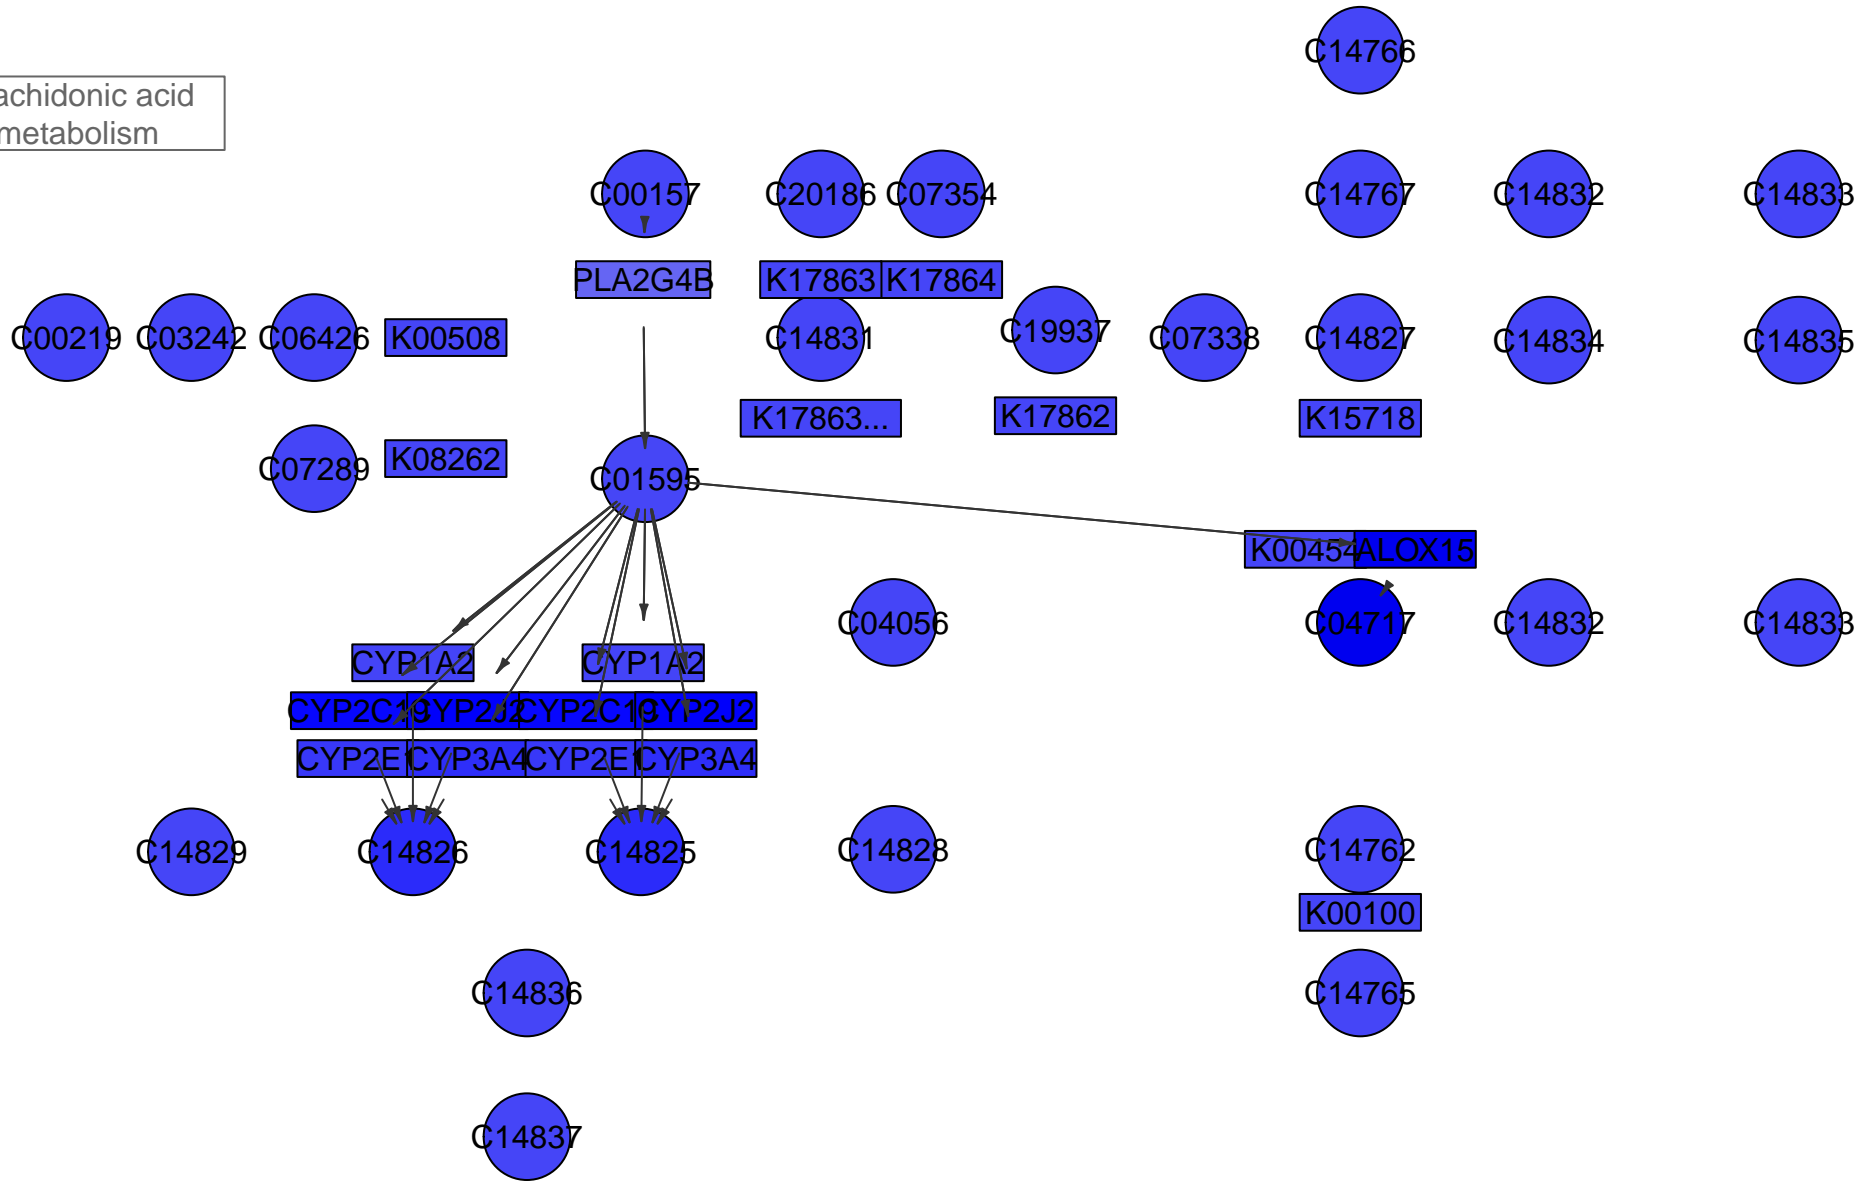 C14766
achidonic acid
metabolism
C00157
C20186
C07354
C14767
C14832
C14833
PLA2G4B
K17863
K17864
C00219
C03242
C06426
K00508
C14831
C19937
C07338
C14827
C14834
C14835
K17863...
K17862
K15718
C07289
K08262
C01595
K00454
ALOX15
C04056
C04717
C14832
C14833
CYP1A2
CYP1A2
CYP2C19
CYP2J2
CYP2C19
CYP2J2
CYP2E1
CYP3A4
CYP2E1
CYP3A4
C14829
C14826
C14825
C14828
C14762
K00100
C14836
C14765
C14837